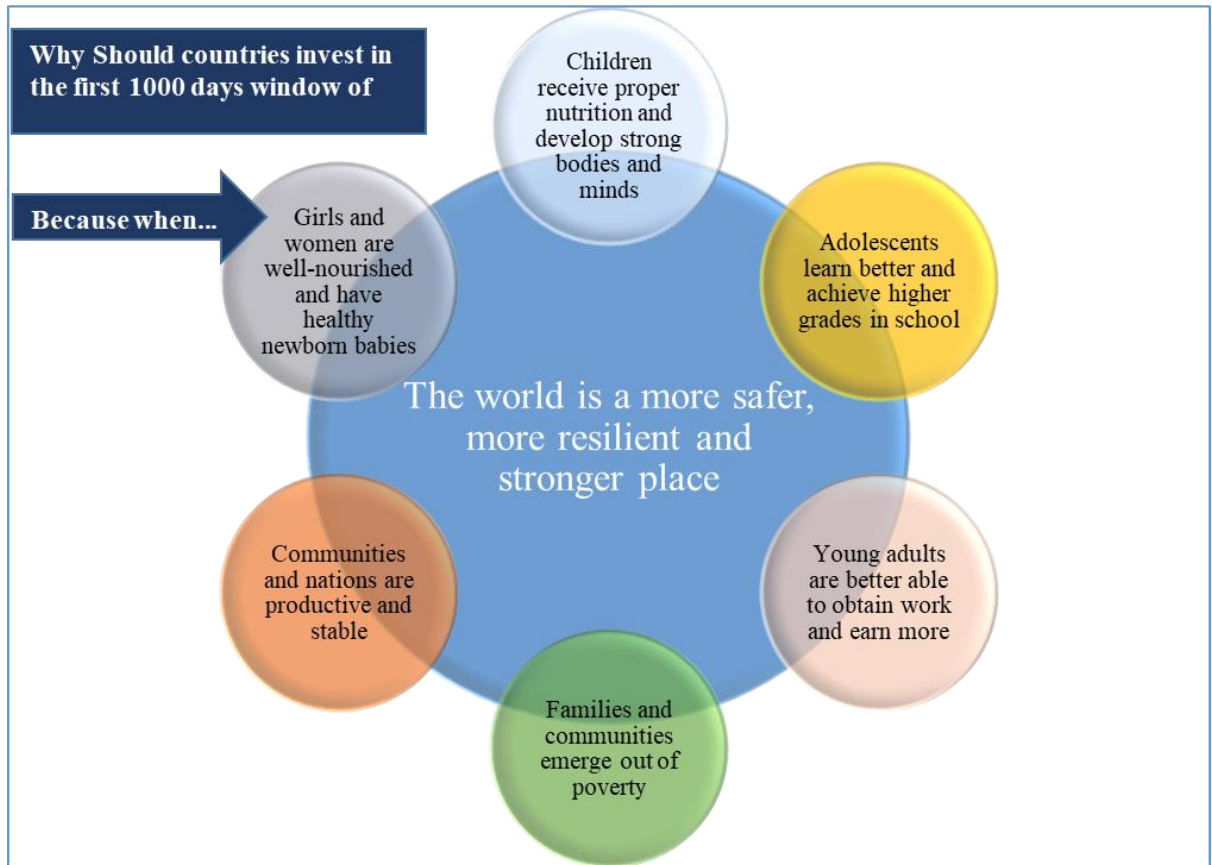 Why Should countries invest in
the first 1000 days window of
Because when...
Girls and
women are
well-nourished
and have
healthy
newborn babies
Children
receive proper
nutrition and
develop strong
bodies and
minds
Adolescents
learn better and
achieve higher
grades in school
Young adults
are better able
to obtain work
and earn more
Families and
communities
emerge out of
poverty
Communities
and nations are
productive and
stable
The world is a more safer,
more resilient and
stronger place